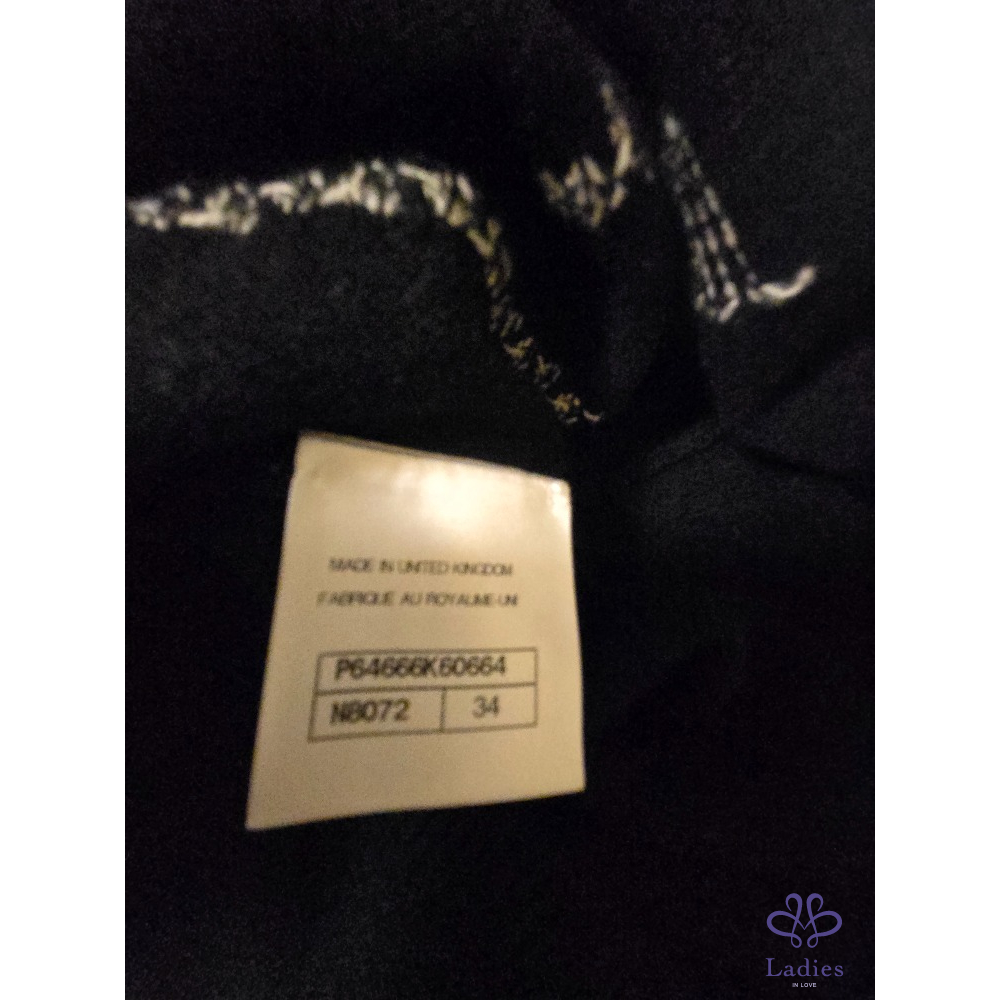 MADE IN UNITED KINGDOM
FABRIQUE AU ROYAUME-UNI
P64666K60664
N8072 34
Ladies
IN LOVE